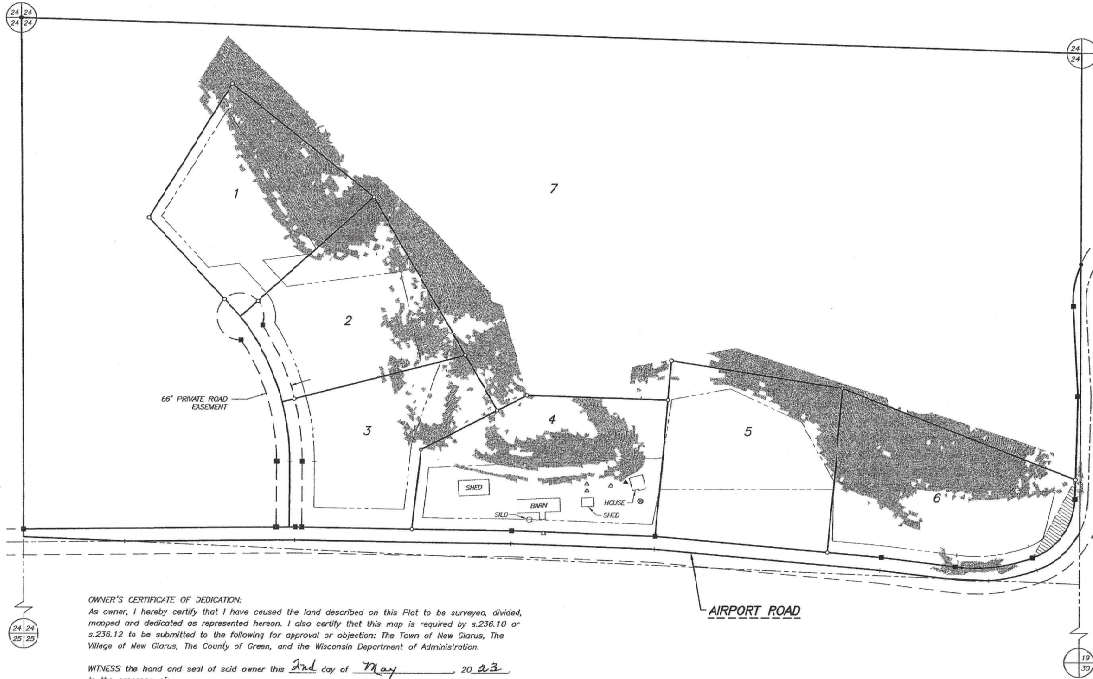 24 24
24 24
24
24
1
7
2
66' PRIVATE ROAD
EASEMENT
3
4
5
6
SHED
BARN
HOUSE
SILO
SHED
AIRPORT ROAD
24 24
25 25
19
30
OWNER'S CERTIFICATE OF DEDICATION:
As owner, I hereby certify that I have caused the land described on this Plat to be surveyed, divided,
mapped and dedicated as represented hereon. I also certify that this map is required by s.236.10 or
s.236.12 to be submitted to the following for approval or objection: The Town of New Glarus, The
Village of New Glarus, The County of Green, and the Wisconsin Department of Administration.
WITNESS the hand and seal of said owner this 2nd day of May, 20 23
in the presence of: